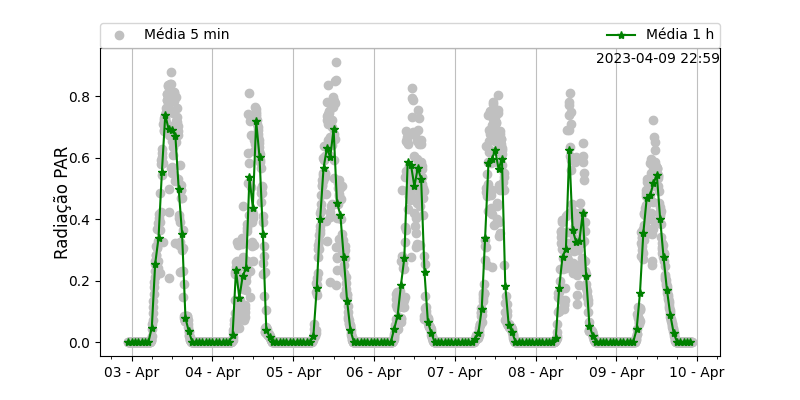 Média 5 min
Média 1 h
2023-04-09 22:59
Radiação PAR
0.8
0.6
0.4
0.2
0.0
03 - Apr
04 - Apr
05 - Apr
06 - Apr
07 - Apr
08 - Apr
09 - Apr
10 - Apr